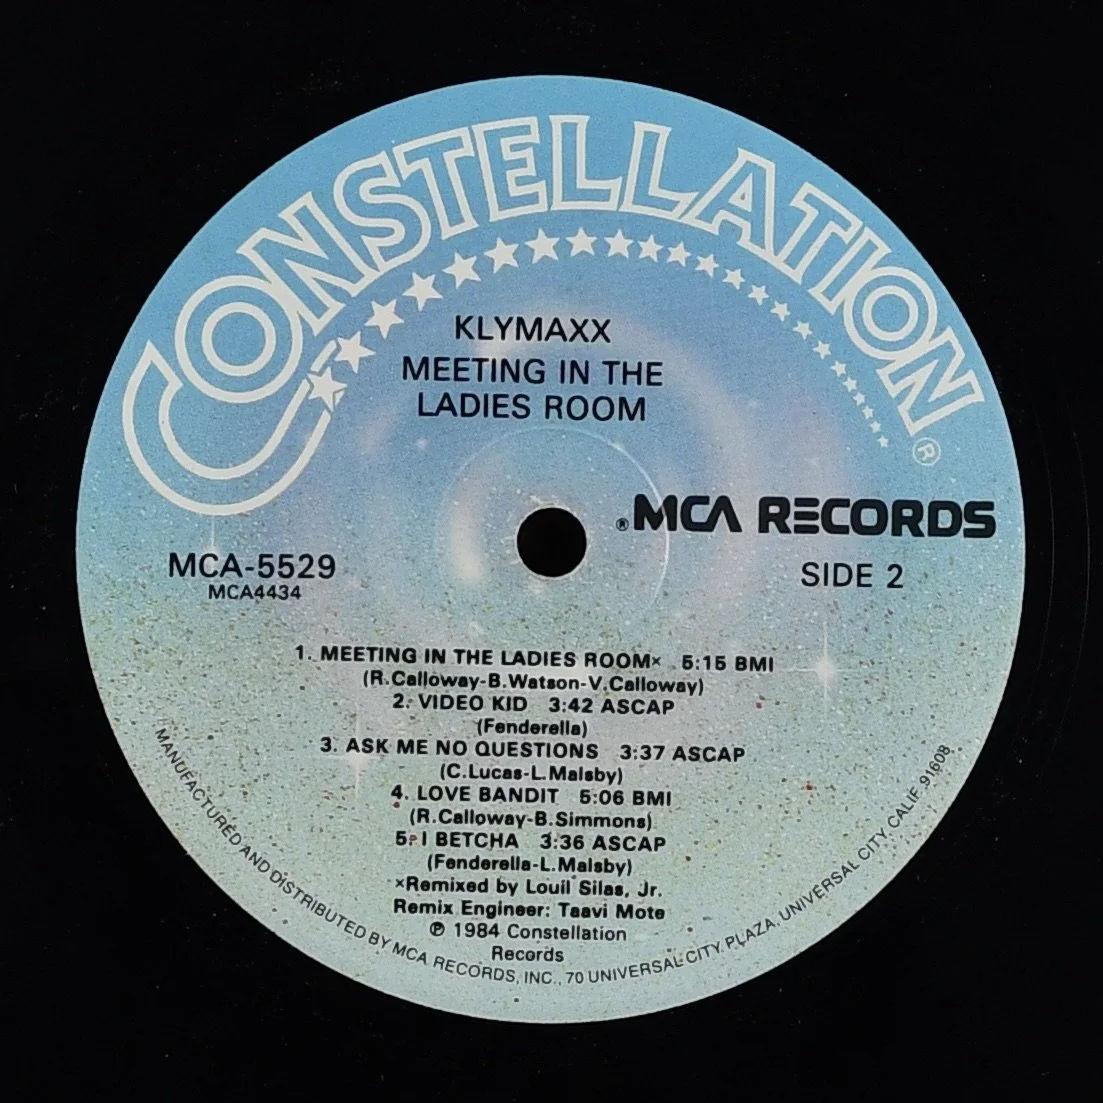 CONSTELLATION®
KLYMAXX
MEETING IN THE
LADIES ROOM
®MCA RECORDS
MCA-5529
MCA4434
SIDE 2
1. MEETING IN THE LADIES ROOM× 5:15 BMI
(R.Calloway-B.Watson-V.Calloway)
2. VIDEO KID 3:42 ASCAP
(Fenderella)
3. ASK ME NO QUESTIONS 3:37 ASCAP
(C.Lucas-L.Malsby)
4. LOVE BANDIT 5:06 BMI
(R.Calloway-B.Simmons)
5. I BETCHA 3:36 ASCAP
(Fenderella-L.Malsby)
×Remixed by Louil Silas, Jr.
Remix Engineer: Taavi Mote
℗ 1984 Constellation
Records
MANUFACTURED AND DISTRIBUTED BY MCA RECORDS, INC., 70 UNIVERSAL CITY PLAZA, UNIVERSAL CITY, CALIF. 91608